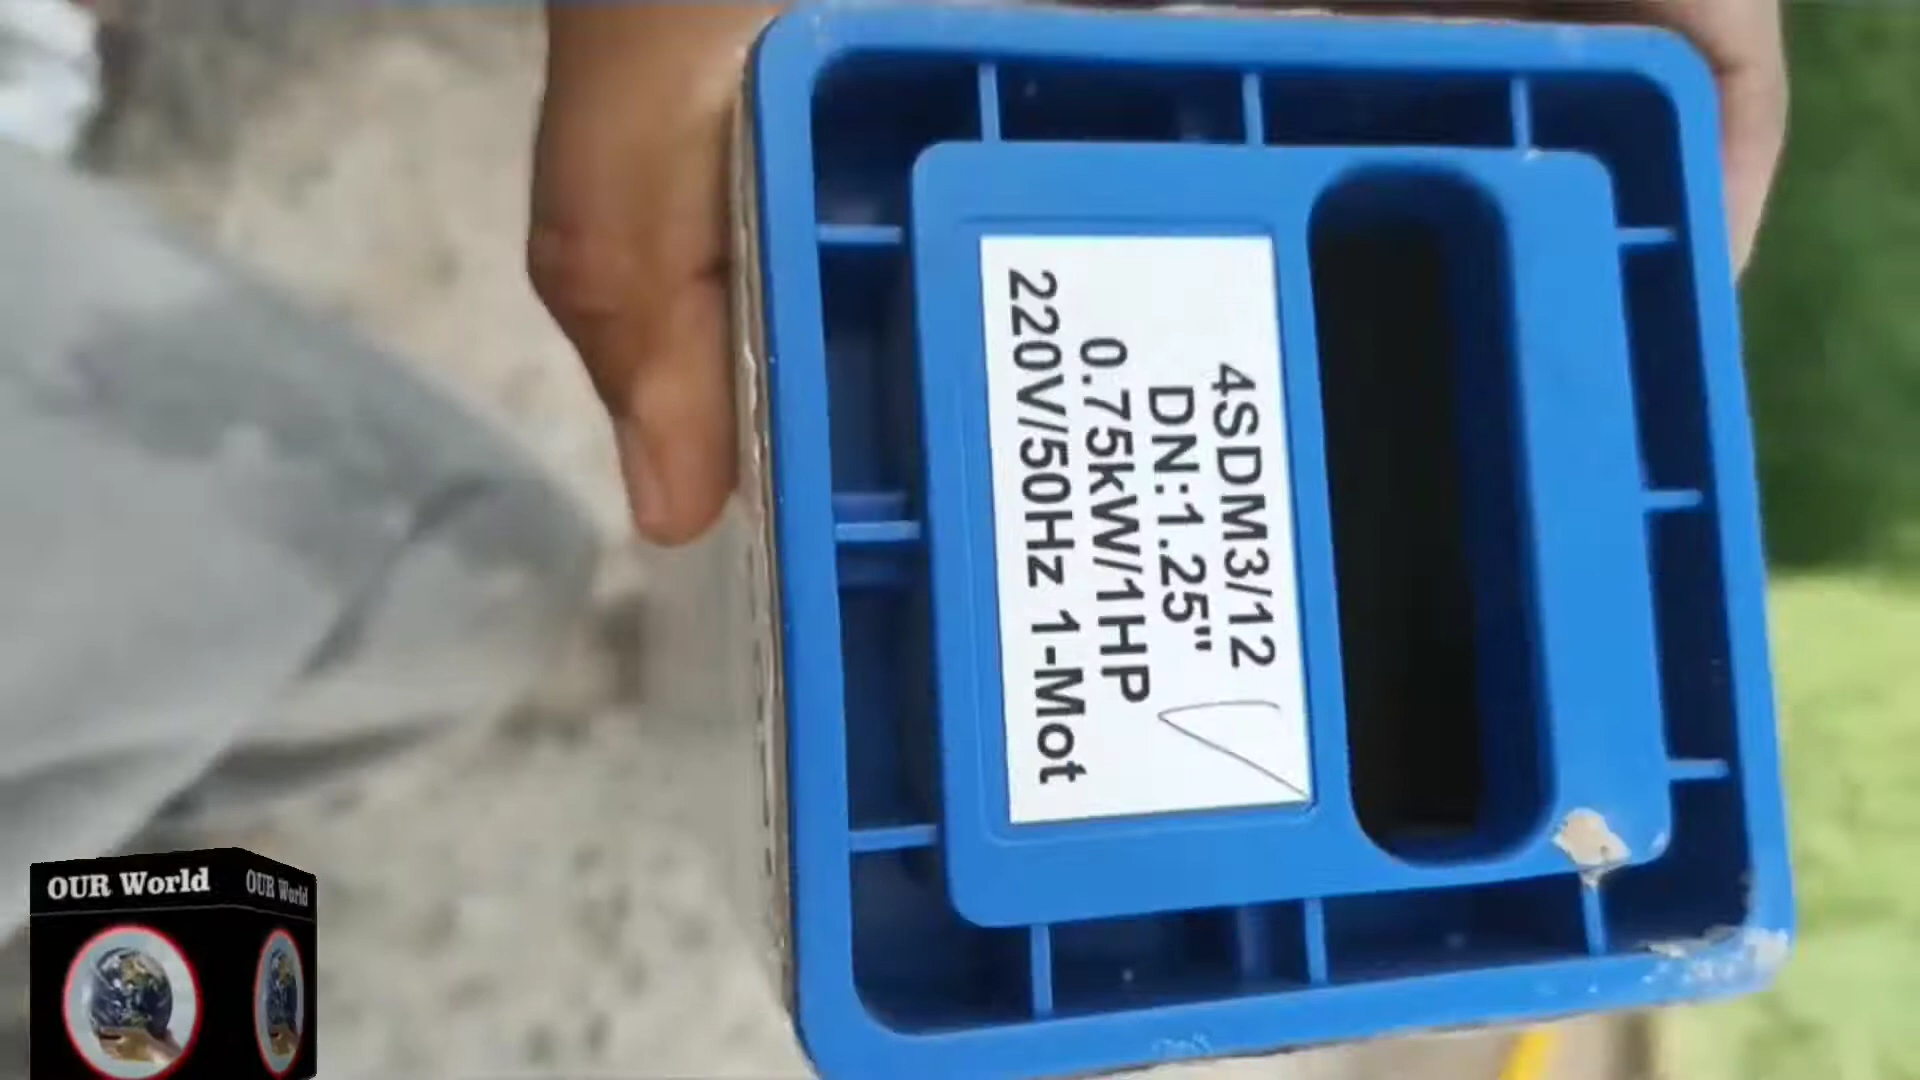 4SDM3/12
DN:1.25"
0.75kW/1HP
220V/50Hz 1-Mot
OUR World
OUR World